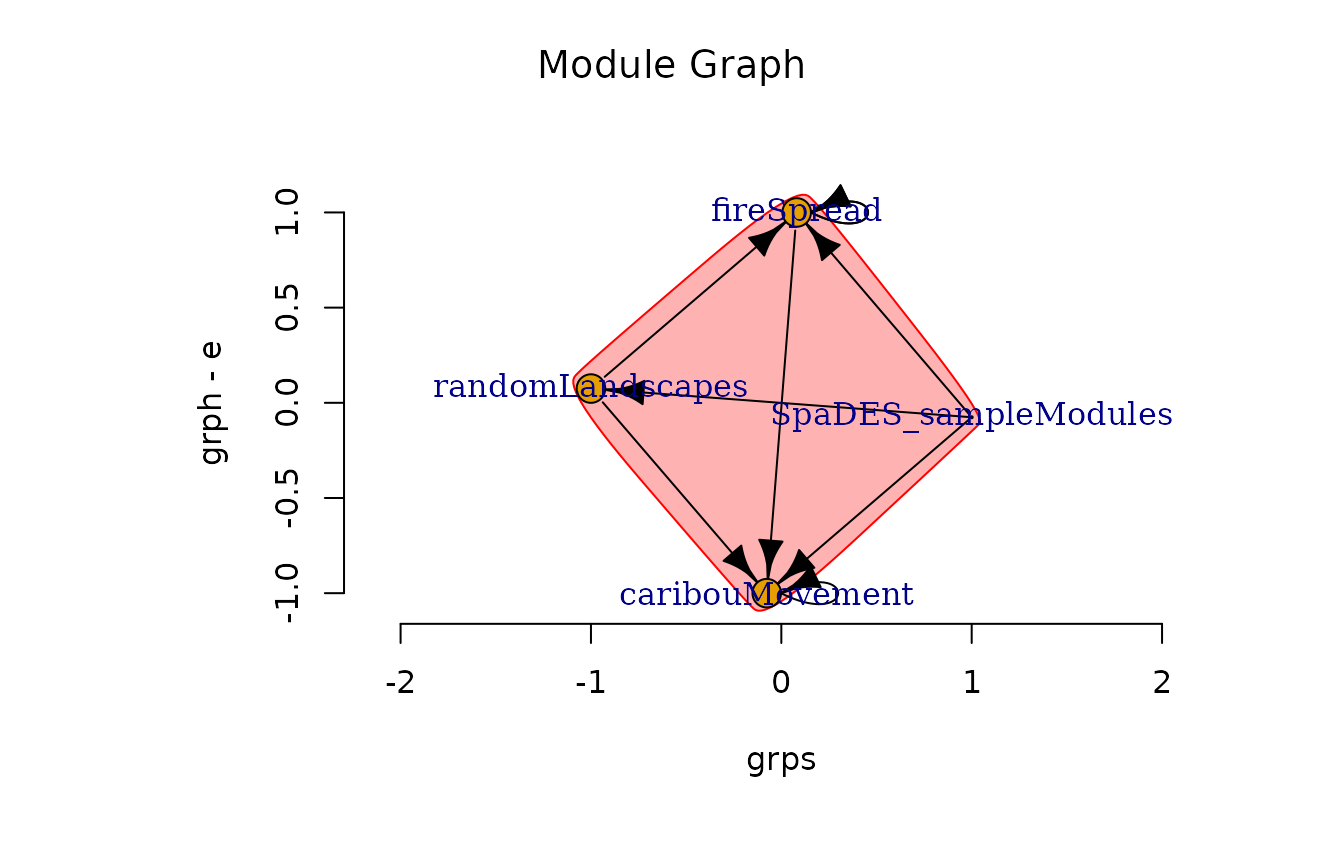 Module Graph
grph - e
1.0
0.5
0.0
-0.5
-1.0
fireSpread
randomLandscapes
SpaDES_sampleModules
caribouMovement
-2 -1 0 1 2
grps